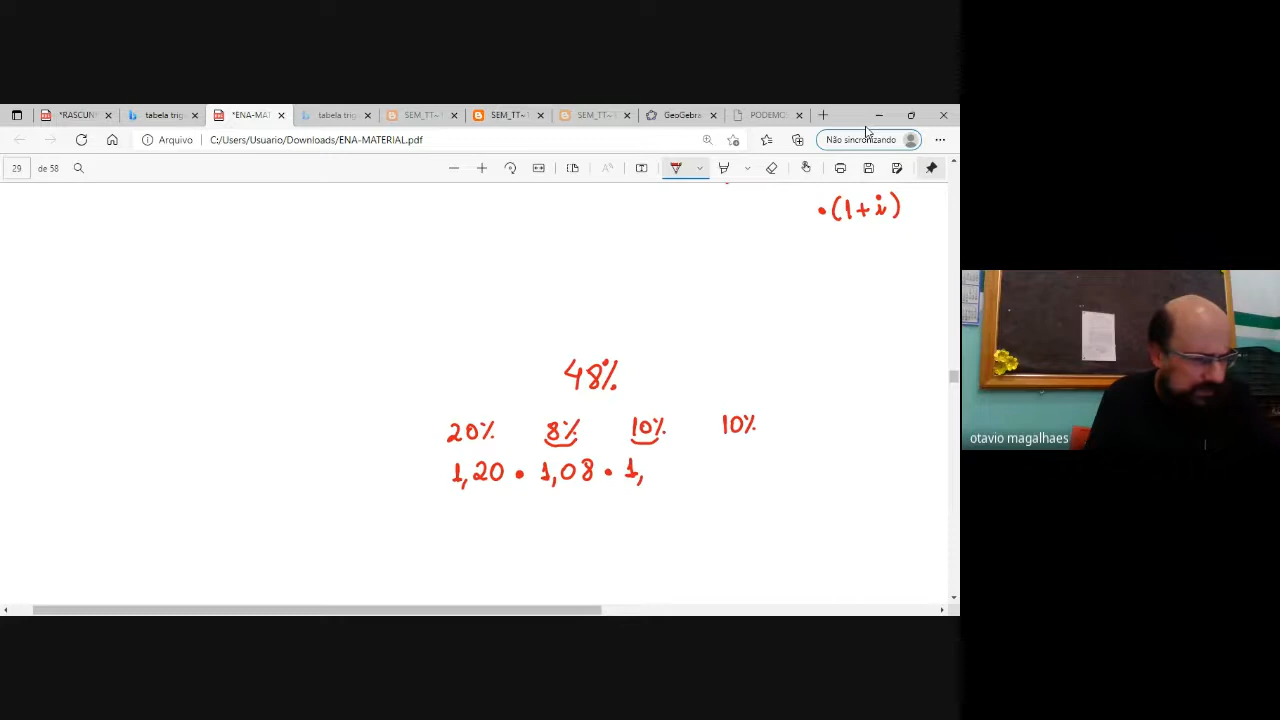 *RASCUN
tabela trig
*ENA-MAT
tabela trig
SEM_TT~
SEM_TT~1
SEM_TT~
GeoGebra
PODEMO
Arquivo
C:/Users/Usuario/Downloads/ENA-MATERIAL.pdf
Não sincronizando
29 de 58
•(1+i)
48%
20% 8% 10% 10%
1,20 • 1,08 • 1,
otavio magalhaes